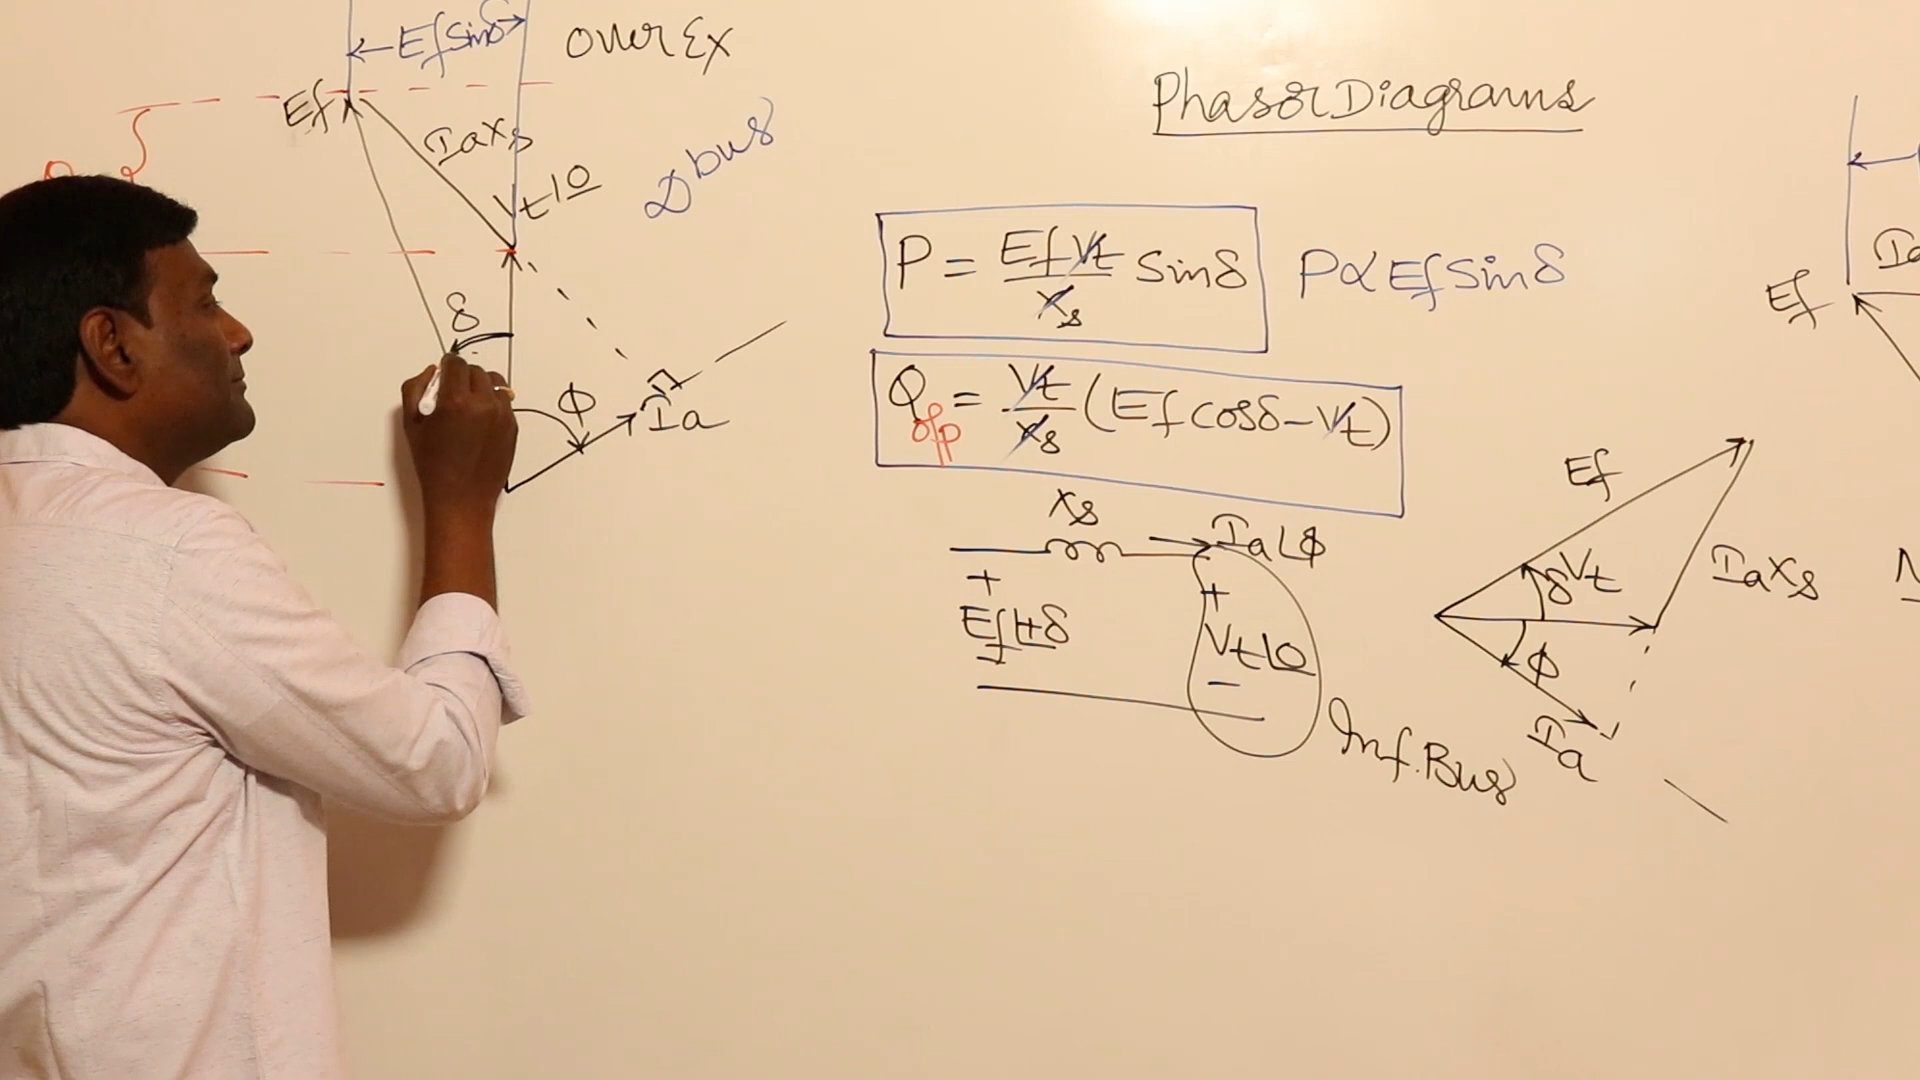 ←Ef Sinδ→
Over Ex
Ef
IaXs
Vt∠0
D bus
δ
ϕ
Ia
Phasor Diagrams
P = Ef Vt / Xs Sinδ
P ∝ Ef Sinδ
Q o/p = Vt / Xs (Ef cosδ - Vt)
Xs
Ia∠ϕ
+
+
Ef∠+δ
-
Vt∠0
-
Inf. Bus
Ef
δ
Vt
IaXs
ϕ
Ia
Ef